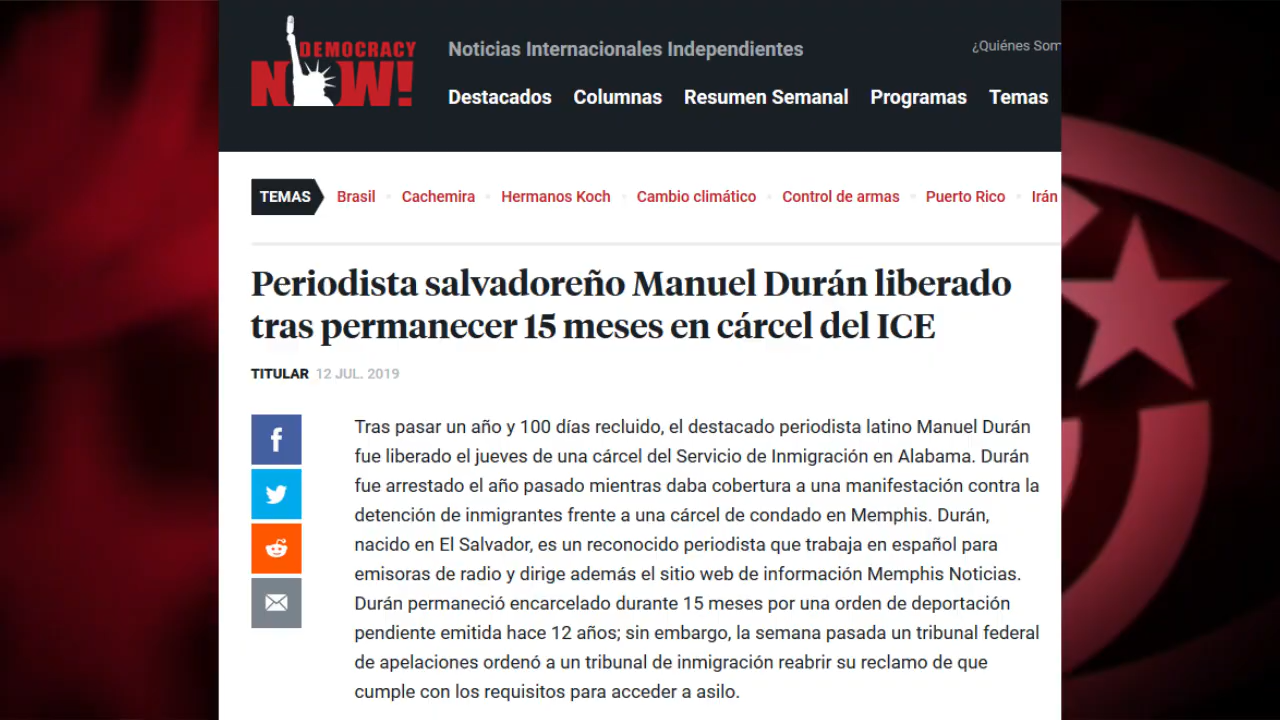 DEMOCRACY
NOW!
Noticias Internacionales Independientes
¿Quiénes Som
Destacados Columnas Resumen Semanal Programas Temas
TEMAS Brasil Cachemira Hermanos Koch Cambio climático Control de armas Puerto Rico Irán
Periodista salvadoreño Manuel Durán liberado
tras permanecer 15 meses en cárcel del ICE
TITULAR 12 JUL. 2019
Tras pasar un año y 100 días recluido, el destacado periodista latino Manuel Durán
fue liberado el jueves de una cárcel del Servicio de Inmigración en Alabama. Durán
fue arrestado el año pasado mientras daba cobertura a una manifestación contra la
detención de inmigrantes frente a una cárcel de condado en Memphis. Durán,
nacido en El Salvador, es un reconocido periodista que trabaja en español para
emisoras de radio y dirige además el sitio web de información Memphis Noticias.
Durán permaneció encarcelado durante 15 meses por una orden de deportación
pendiente emitida hace 12 años; sin embargo, la semana pasada un tribunal federal
de apelaciones ordenó a un tribunal de inmigración reabrir su reclamo de que
cumple con los requisitos para acceder a asilo.